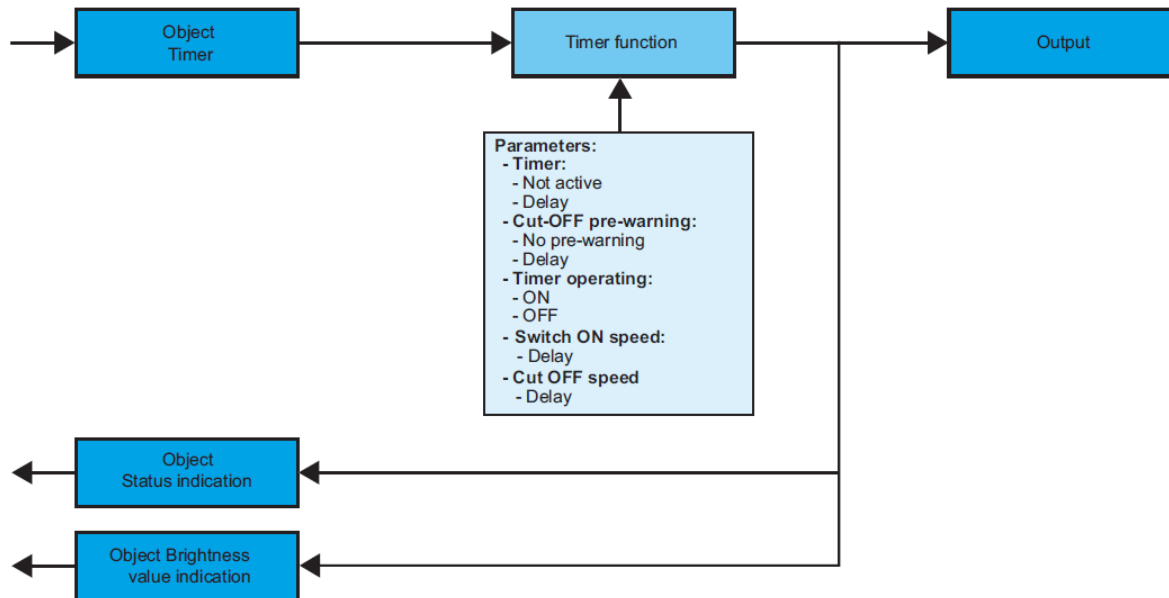 Object
Timer
Timer function
Output
Parameters:
- Timer:
- Not active
- Delay
- Cut-OFF pre-warning:
- No pre-warning
- Delay
- Timer operating:
- ON
- OFF
- Switch ON speed:
- Delay
- Cut OFF speed
- Delay
Object
Status indication
Object Brightness
value indication